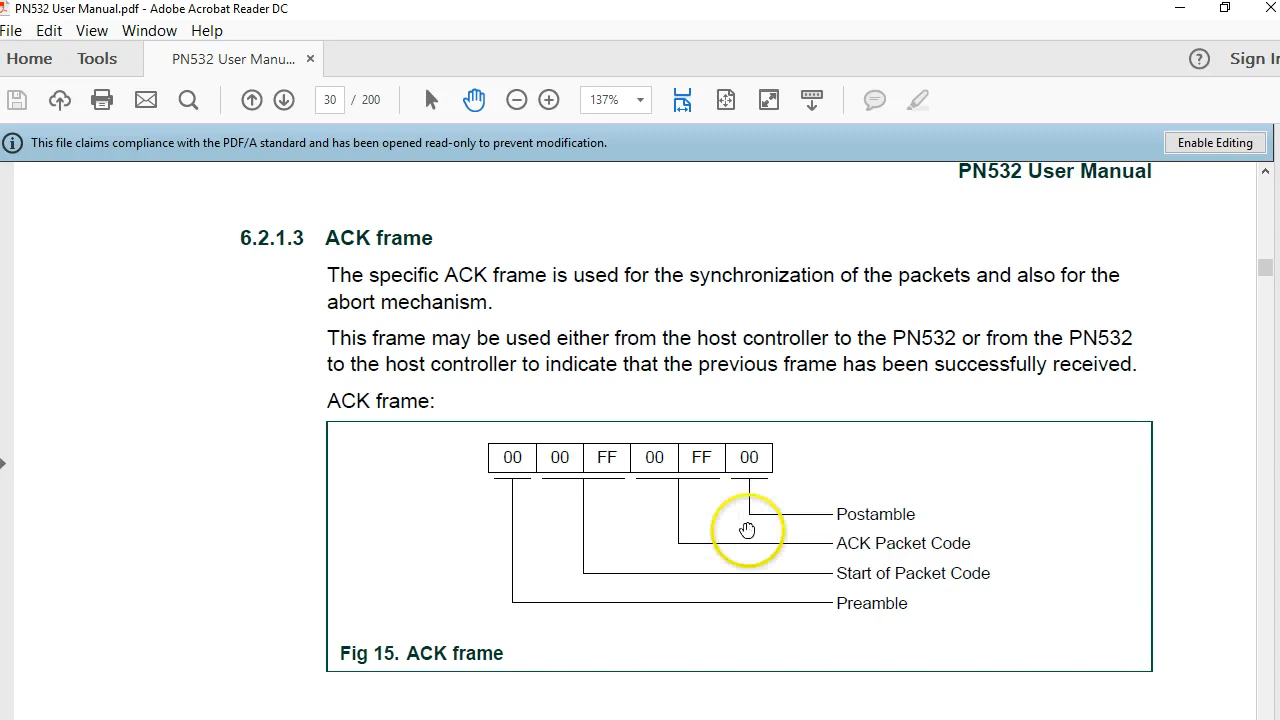 PN532 User Manual.pdf - Adobe Acrobat Reader DC
File Edit View Window Help
Home Tools PN532 User Manu... × ? Sign In
30 / 200 137%
This file claims compliance with the PDF/A standard and has been opened read-only to prevent modification. Enable Editing
PN532 User Manual
6.2.1.3 ACK frame
The specific ACK frame is used for the synchronization of the packets and also for the
abort mechanism.
This frame may be used either from the host controller to the PN532 or from the PN532
to the host controller to indicate that the previous frame has been successfully received.
ACK frame:
00 00 FF 00 FF 00
Postamble
ACK Packet Code
Start of Packet Code
Preamble
Fig 15. ACK frame